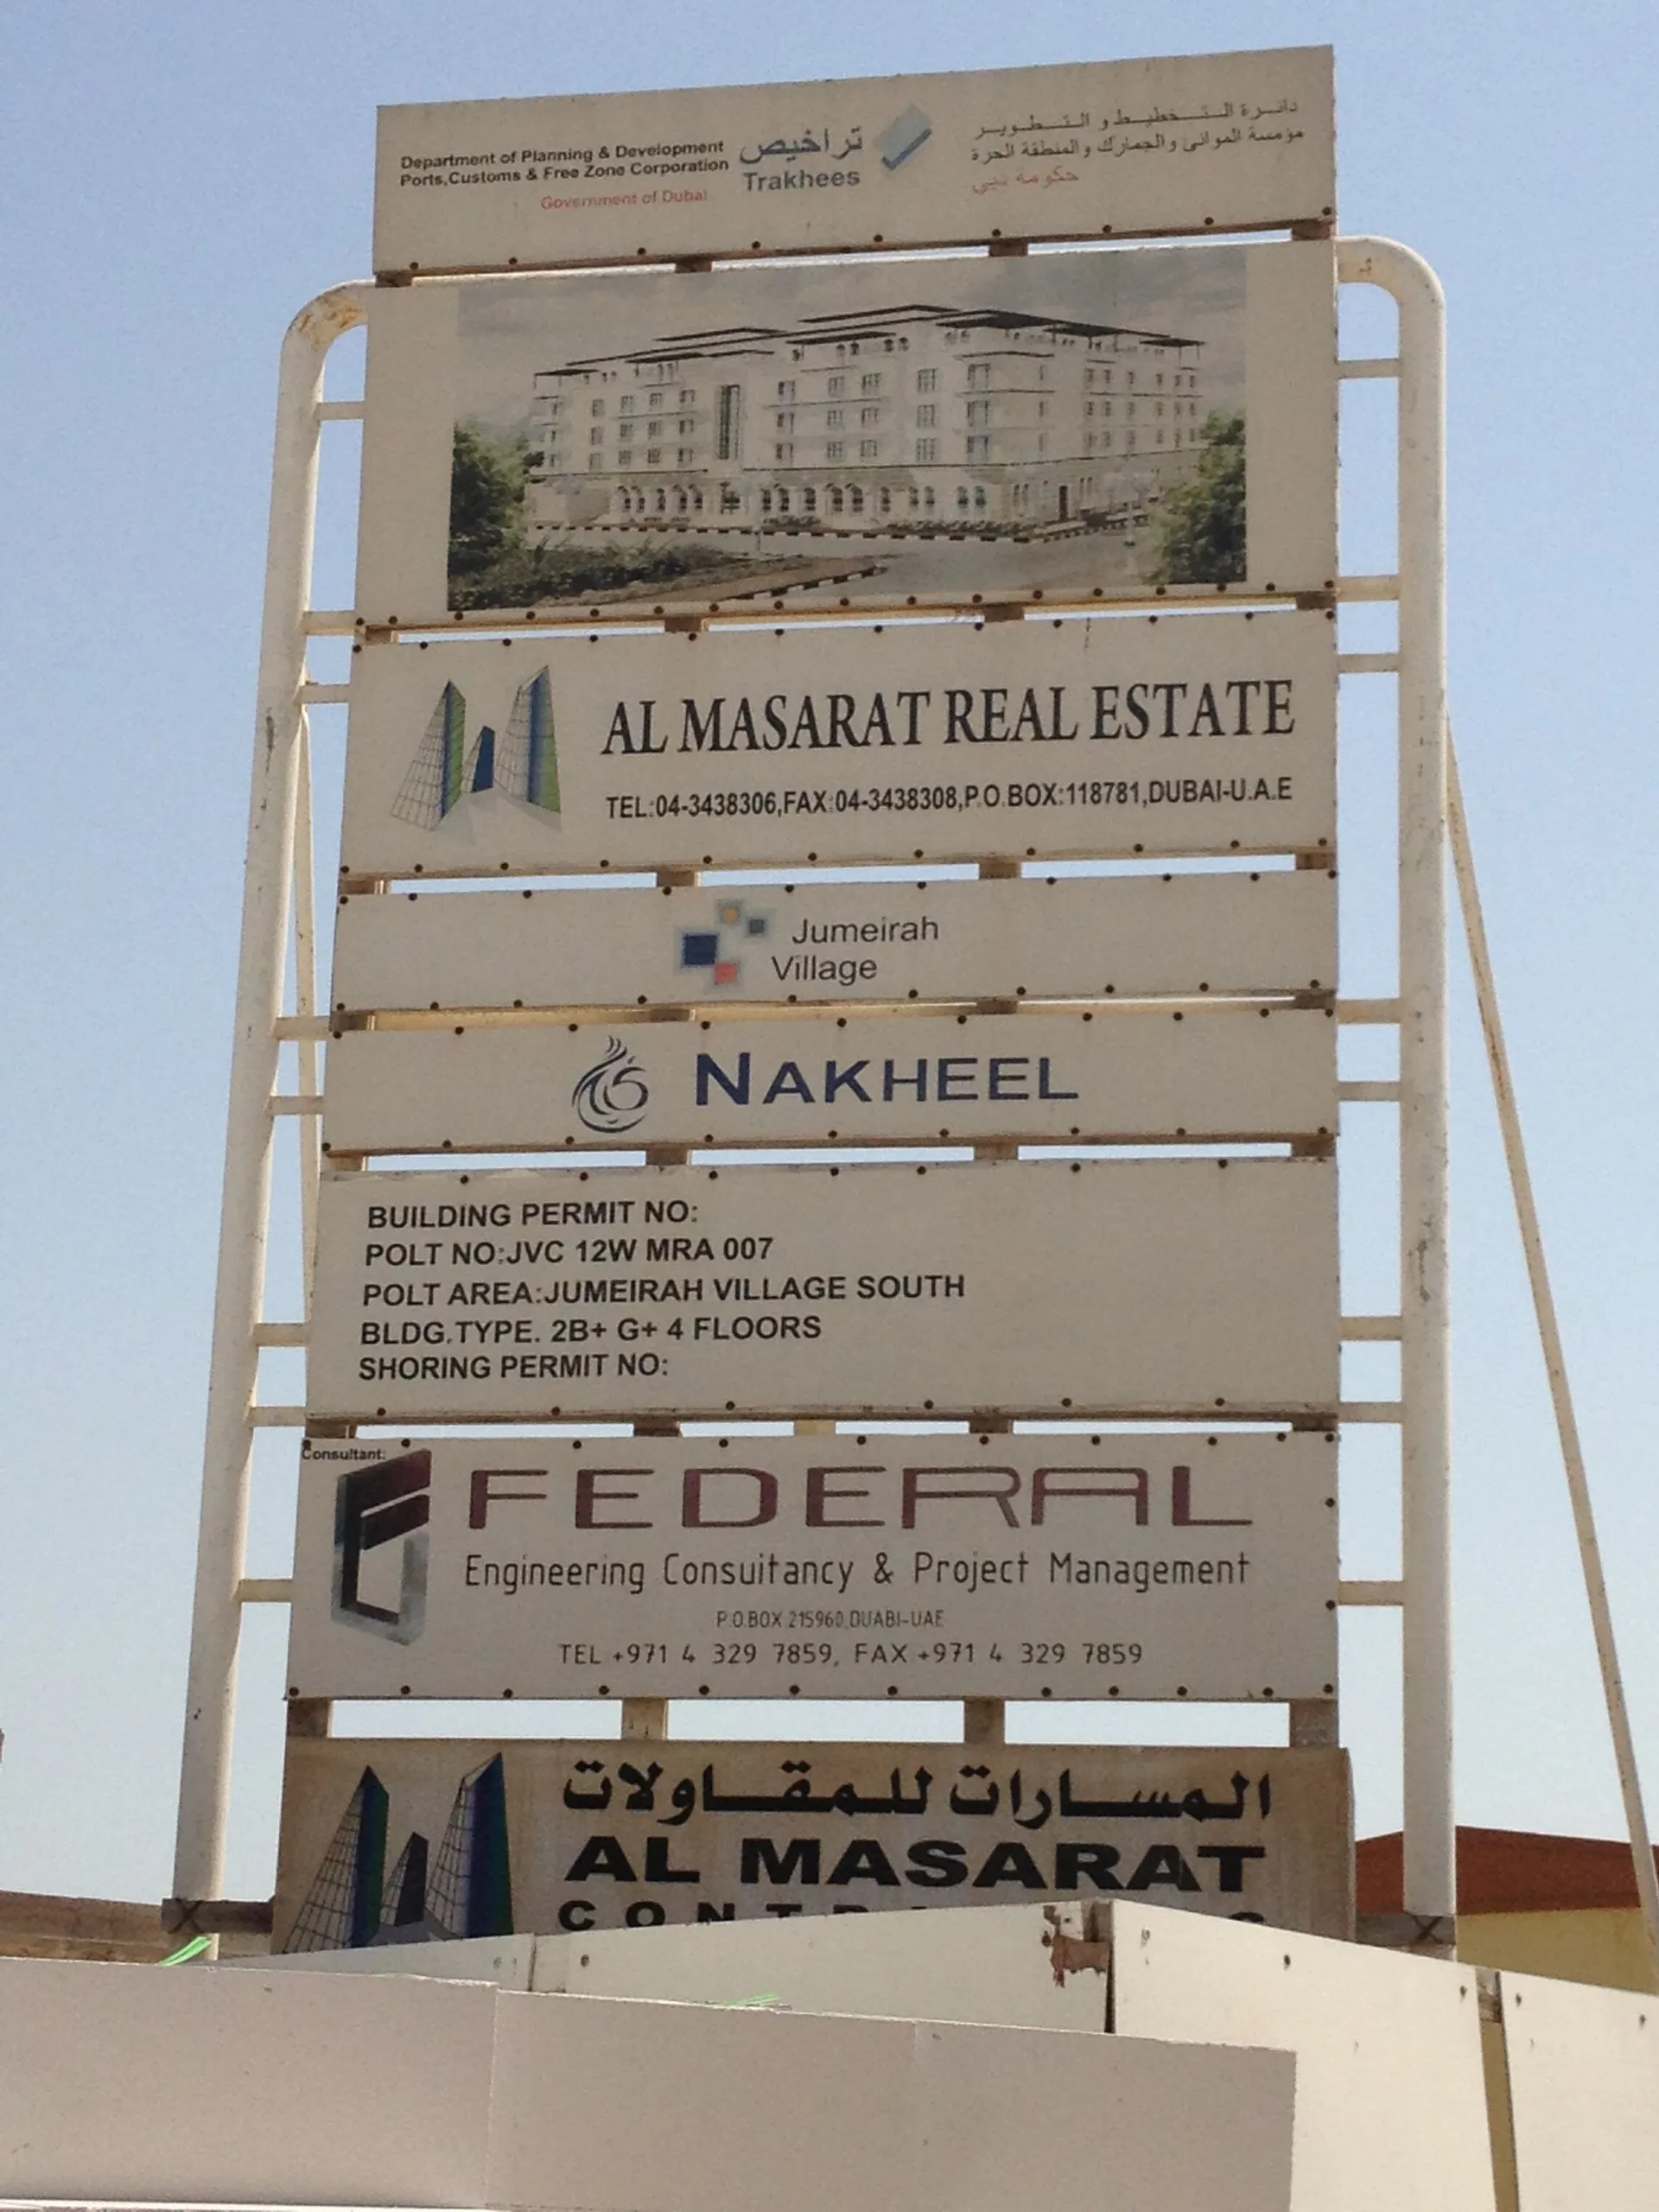 Department of Planning & Development
Ports,Customs & Free Zone Corporation
Government of Dubai
تراخيص
Trakhees
دائرة التخطيط و التطوير
مؤسسة الموانئ والجمارك والمنطقة الحرة
حكومة دبي
AL MASARAT REAL ESTATE
TEL:04-3438306,FAX:04-3438308,P.O.BOX:118781,DUBAI-U.A.E
Jumeirah
Village
NAKHEEL
BUILDING PERMIT NO:
POLT NO:JVC 12W MRA 007
POLT AREA:JUMEIRAH VILLAGE SOUTH
BLDG.TYPE. 2B+ G+ 4 FLOORS
SHORING PERMIT NO:
Consultant:
FEDERAL
Engineering Consuitancy & Project Management
P.O.BOX 215960,DUABI-UAE
TEL +971 4 329 7859, FAX +971 4 329 7859
المسارات للمقاولات
AL MASARAT